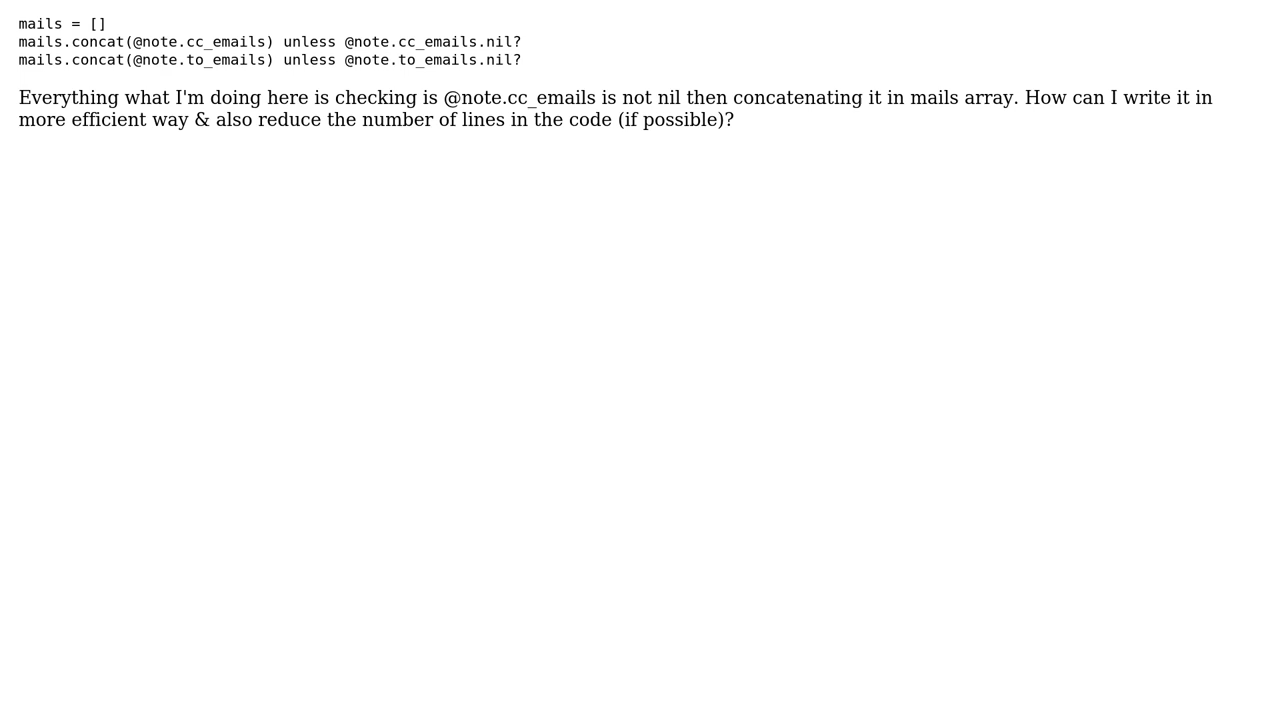 mails = []
mails.concat(@note.cc_emails) unless @note.cc_emails.nil?
mails.concat(@note.to_emails) unless @note.to_emails.nil?
Everything what I'm doing here is checking is @note.cc_emails is not nil then concatenating it in mails array. How can I write it in
more efficient way & also reduce the number of lines in the code (if possible)?